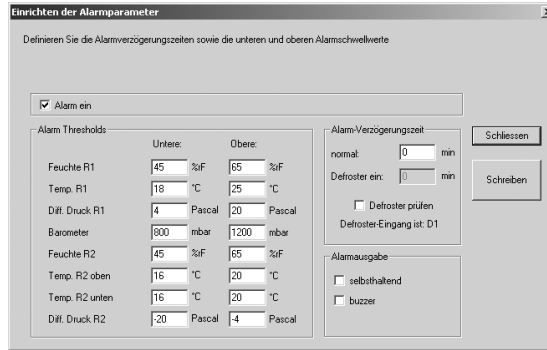 Einrichten der Alarmparameter
Definieren Sie die Alarmverzögerungszeiten sowie die unteren und oberen Alarmschwellwerte
Alarm ein
Alarm Thresholds
Untere: Obere:
Feuchte R1 45 %rF 65 %rF
Temp. R1 18 °C 25 °C
Diff. Druck R1 4 Pascal 20 Pascal
Barometer 800 mbar 1200 mbar
Feuchte R2 45 %rF 65 %rF
Temp. R2 oben 16 °C 20 °C
Temp. R2 unten 16 °C 20 °C
Diff. Druck R2 -20 Pascal -4 Pascal
Alarm-Verzögerungszeit
normal: 0 min
Defroster ein: 0 min
Defroster prüfen
Defroster-Eingang ist: D1
Alarmausgabe
selbsthaltend
buzzer
Schliessen
Schreiben